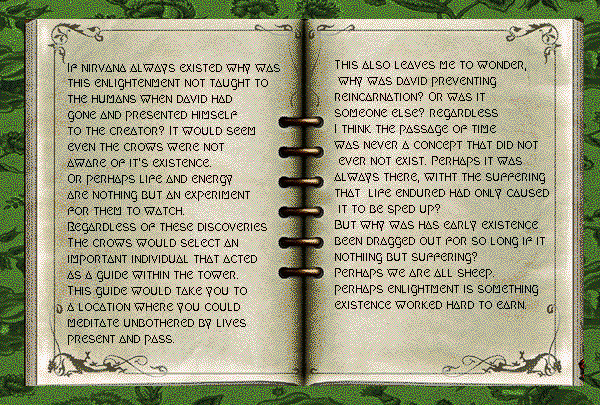 If nirvana always existed why was
this enlightenment not taught to
the humans when David had
gone and presented himself
to the creator? It would seem
even the crows were not
aware of it's existence.
Or perhaps life and energy
are nothing but an experiment
for them to watch.
Regardless of these discoveries
the crows would select an
important individual that acted
as a guide within the tower.
This guide would take you to
a location where you could
meditate unbothered by lives
present and pass.
This also leaves me to wonder,
why was David preventing
reincarnation? Or was it
someone else? Regardless
I think the passage of time
was never a concept that did not
ever not exist. Perhaps it was
always there, witht the suffering
that life endured had only caused
it to be sped up?
But why was has early existence
been dragged out for so long if it
nothing but suffering?
Perhaps we are all sheep.
Perhaps enlightment is something
existence worked hard to earn.